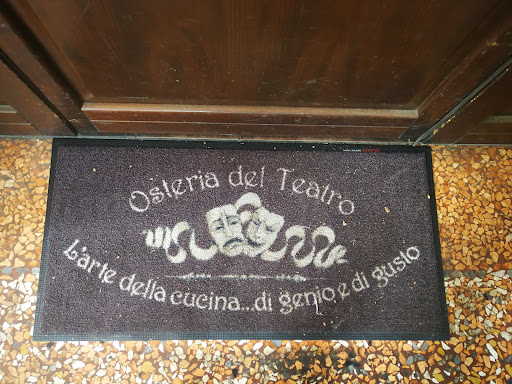 Osteria del Teatro
L'arte della cucina...di genio e di gusto